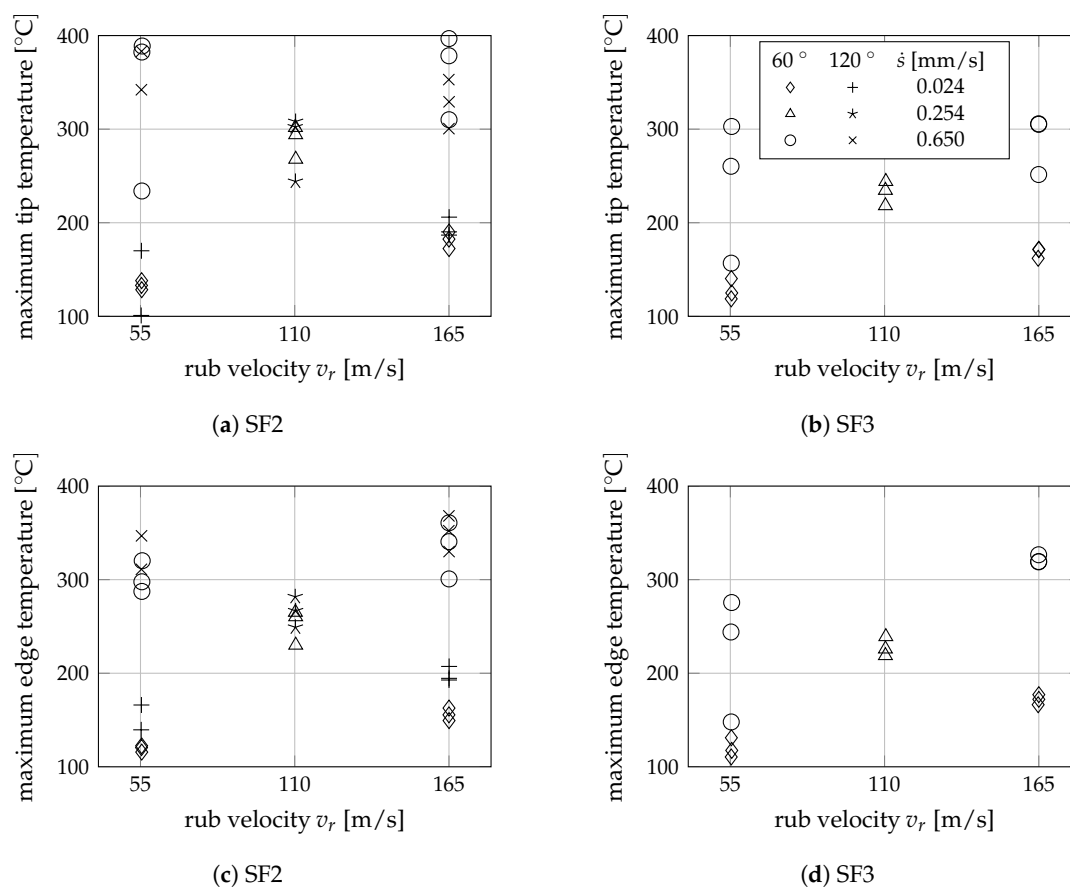 400
300
200
100
55
110
165
maximum tip temperature [°C]
rub velocity v_r [m/s]
(a) SF2
400
300
200
100
55
110
165
maximum tip temperature [°C]
60 ° 120 ° ṡ [mm/s]
0.024
0.254
0.650
rub velocity v_r [m/s]
(b) SF3
400
300
200
100
55
110
165
maximum edge temperature [°C]
rub velocity v_r [m/s]
(c) SF2
400
300
200
100
55
110
165
maximum edge temperature [°C]
rub velocity v_r [m/s]
(d) SF3